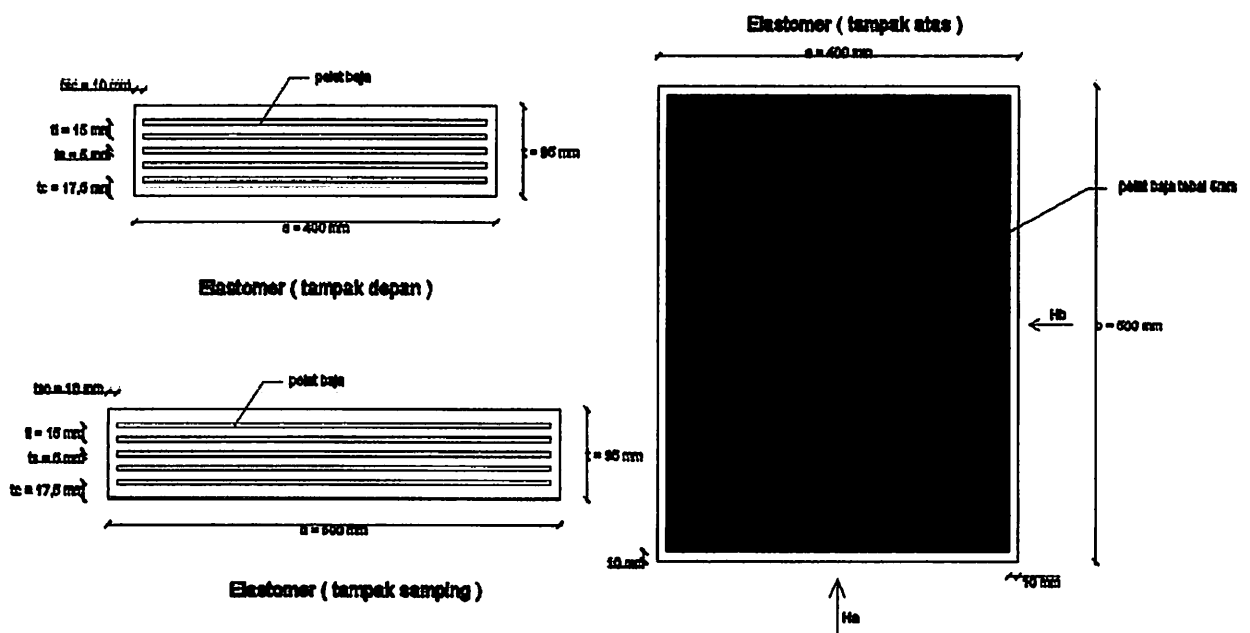 Elastomer ( tampak atas )
a = 400 mm
pelat baja
tsc = 10 mm
ti = 15 mm
ts = 5 mm
tc = 17,5 mm
= 95 mm
a = 400 mm
Elastomer ( tampak depan )
pelat baja tebal mm
Hb
= mm
pelat baja
tsc = 10 mm
ti = 15 mm
ts = 5 mm
tc = 17,5 mm
= 95 mm
= mm
Elastomer ( tampak samping )
10 mm
10 mm
Ha